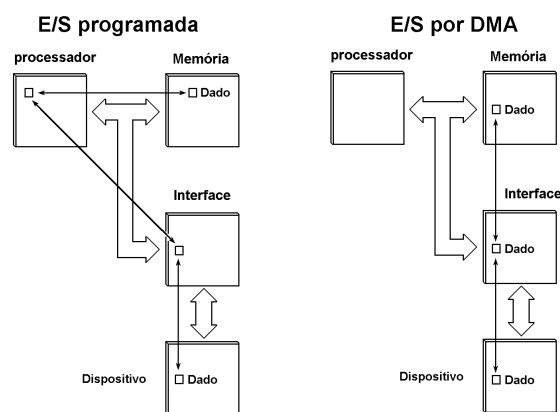 E/S programada
processador
Memória
Dado
Interface
Dispositivo
Dado
E/S por DMA
processador
Memória
Dado
Interface
Dado
Dispositivo
Dado